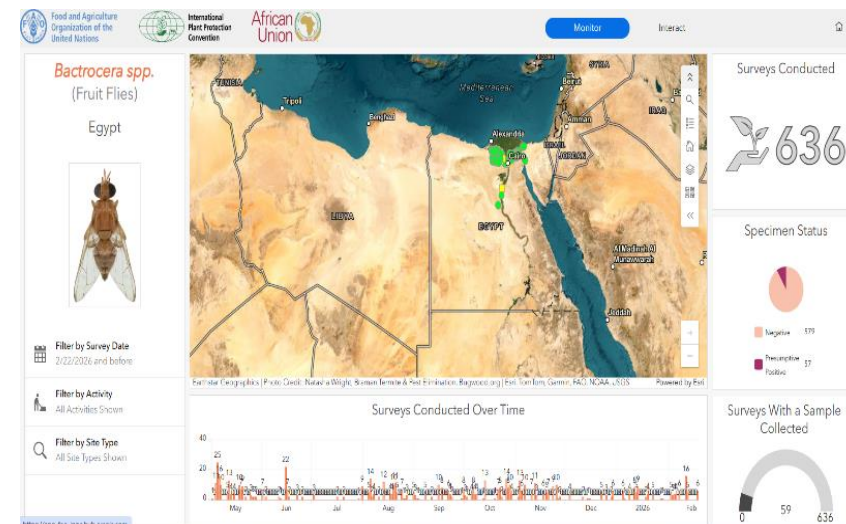 Food and Agriculture
Organization of the
United Nations
International
Plant Protection
Convention
African
Union
Monitor
Interact
Bactrocera spp.
(Fruit Flies)
Egypt
Filter by Survey Date
2/22/2026 and before
Filter by Activity
All Activities Shown
Filter by Site Type
All Site Types Shown
TUNISIA
Tripoli
Benghazi
Mediterranean
Sea
SYRIA
Beirut
IRAQ
Amman
ISRAEL
JORDAN
Alexandria
Cairo
LIBYA
EGYPT
Al Madinah Al
Munawwarah
Jeddah
Earthstar Geographics | Photo Credit: Natasha Wright, Braman Termite & Pest Elimination, Bugwood.org | Esri, TomTom, Garmin, FAO, NOAA, USGS
Powered by Esri
Surveys Conducted
636
Specimen Status
Negative 579
Presumptive
Positive 57
Surveys Conducted Over Time
40
20
0
25
22
May
Jun
Jul
Aug
Sep
Oct
Nov
Dec
2026
Feb
Surveys With a Sample
Collected
0
59
636